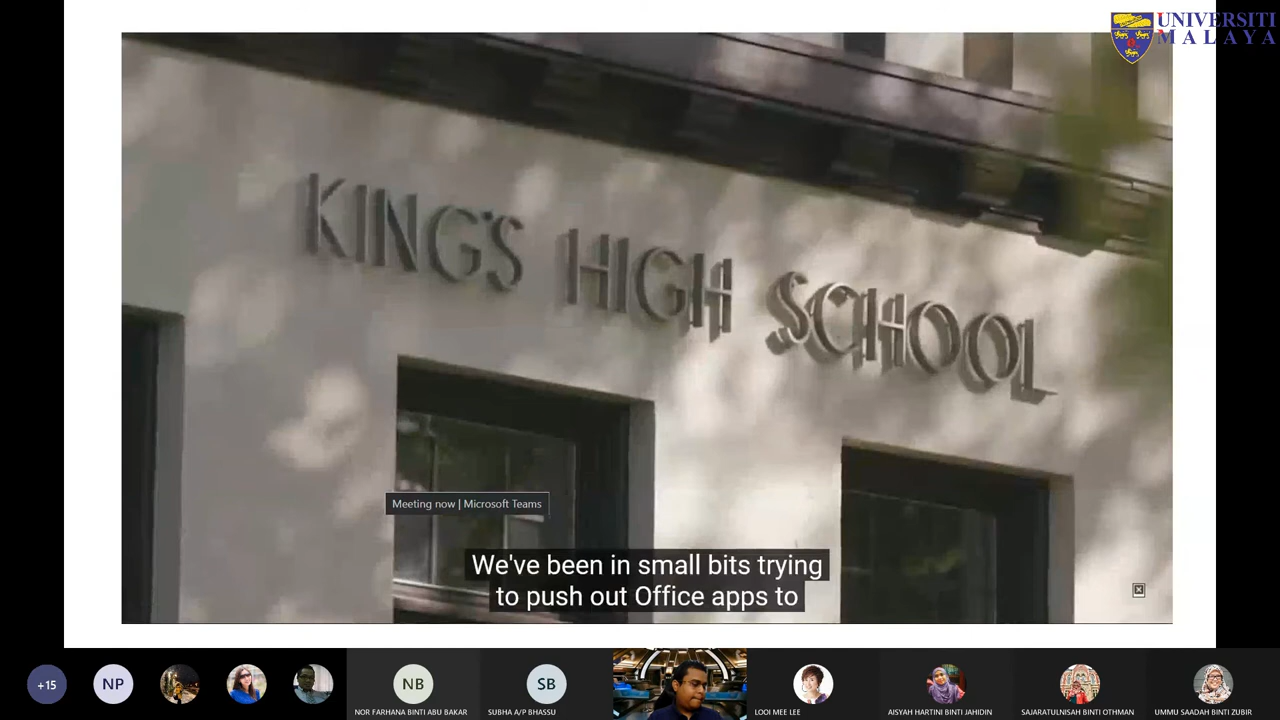 UNIVERSITI
MALAYA
KING'S HIGH SCHOOL
Meeting now | Microsoft Teams
We've been in small bits trying
to push out Office apps to
+15
NP
NB
SB
NOR FARHANA BINTI ABU BAKAR
SUBHA A/P BHASSU
LOOI MEE LEE
AISYAH HARTINI BINTI JAHIDIN
SAJARATULNISAH BINTI OTHMAN
UMMU SAADAH BINTI ZUBIR